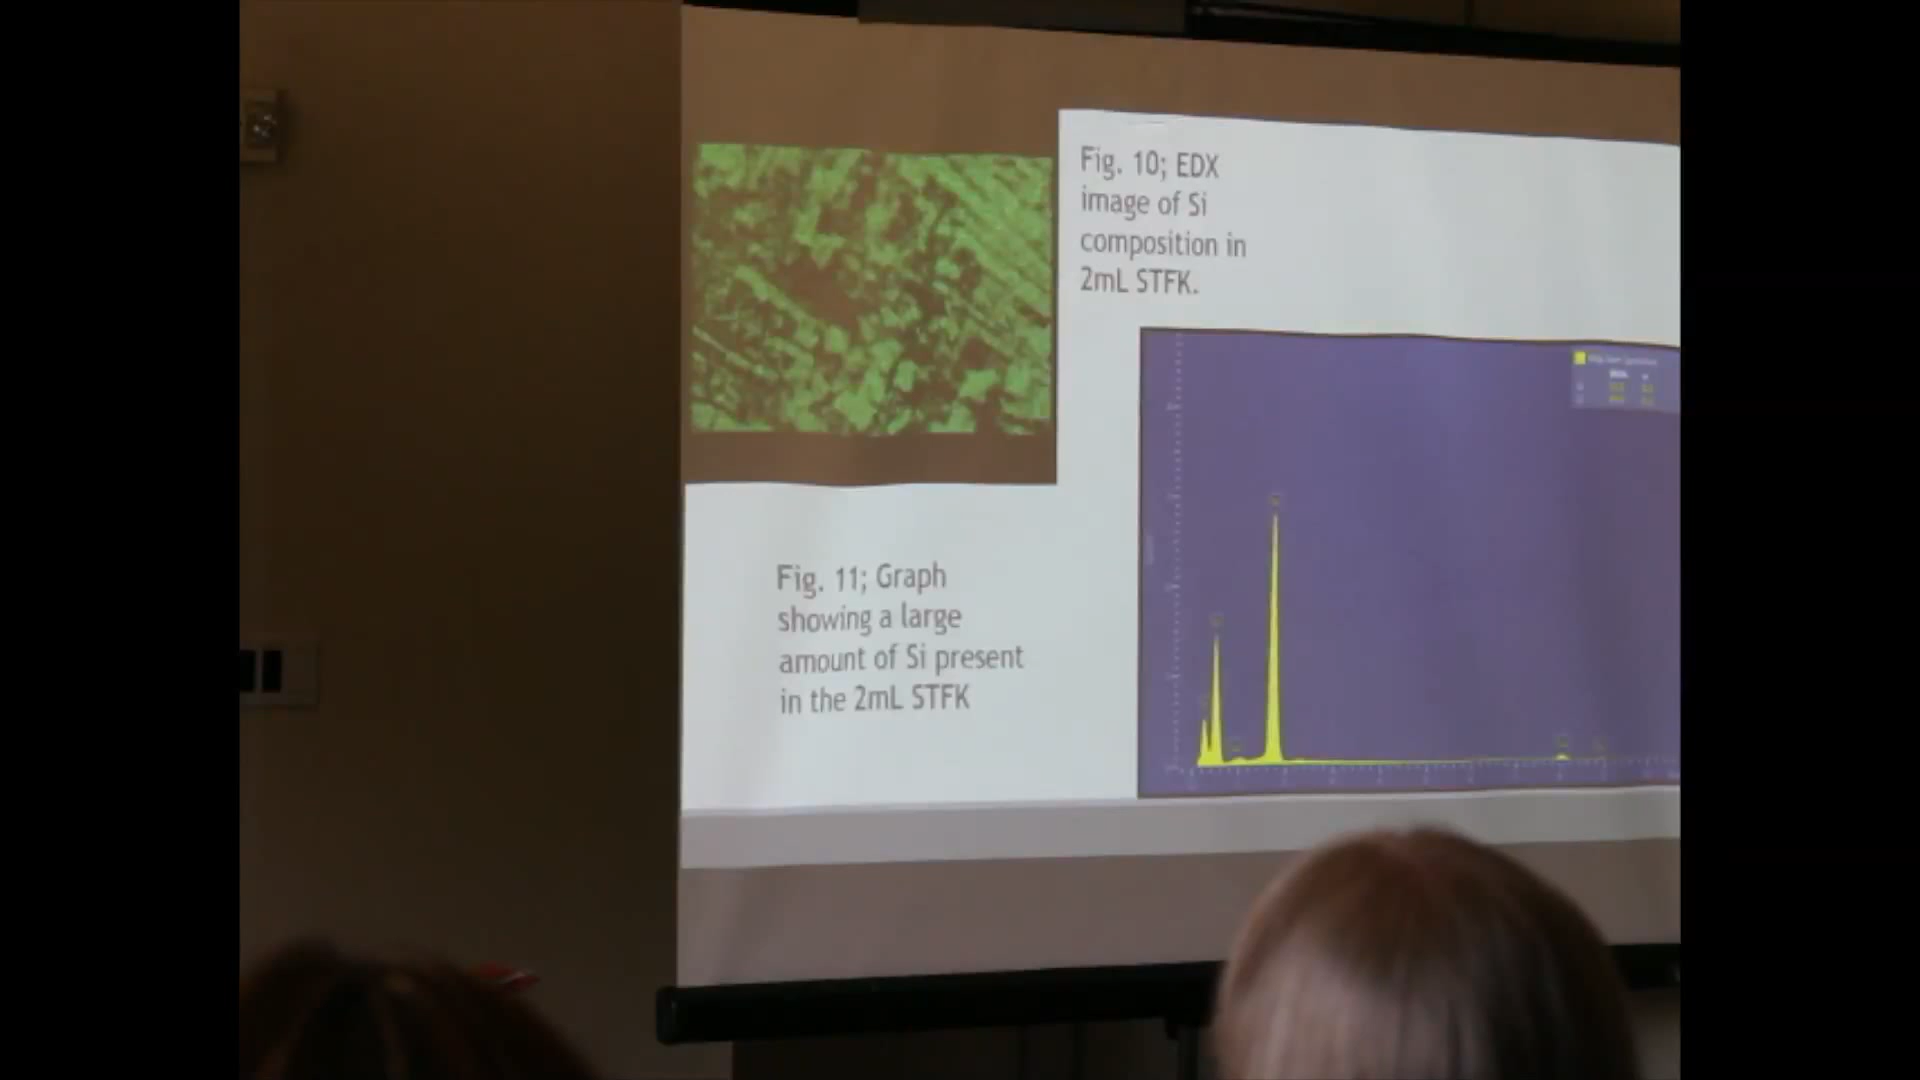 Fig. 10; EDX
image of Si
composition in
2mL STFK.
Fig. 11; Graph
showing a large
amount of Si present
in the 2mL STFK